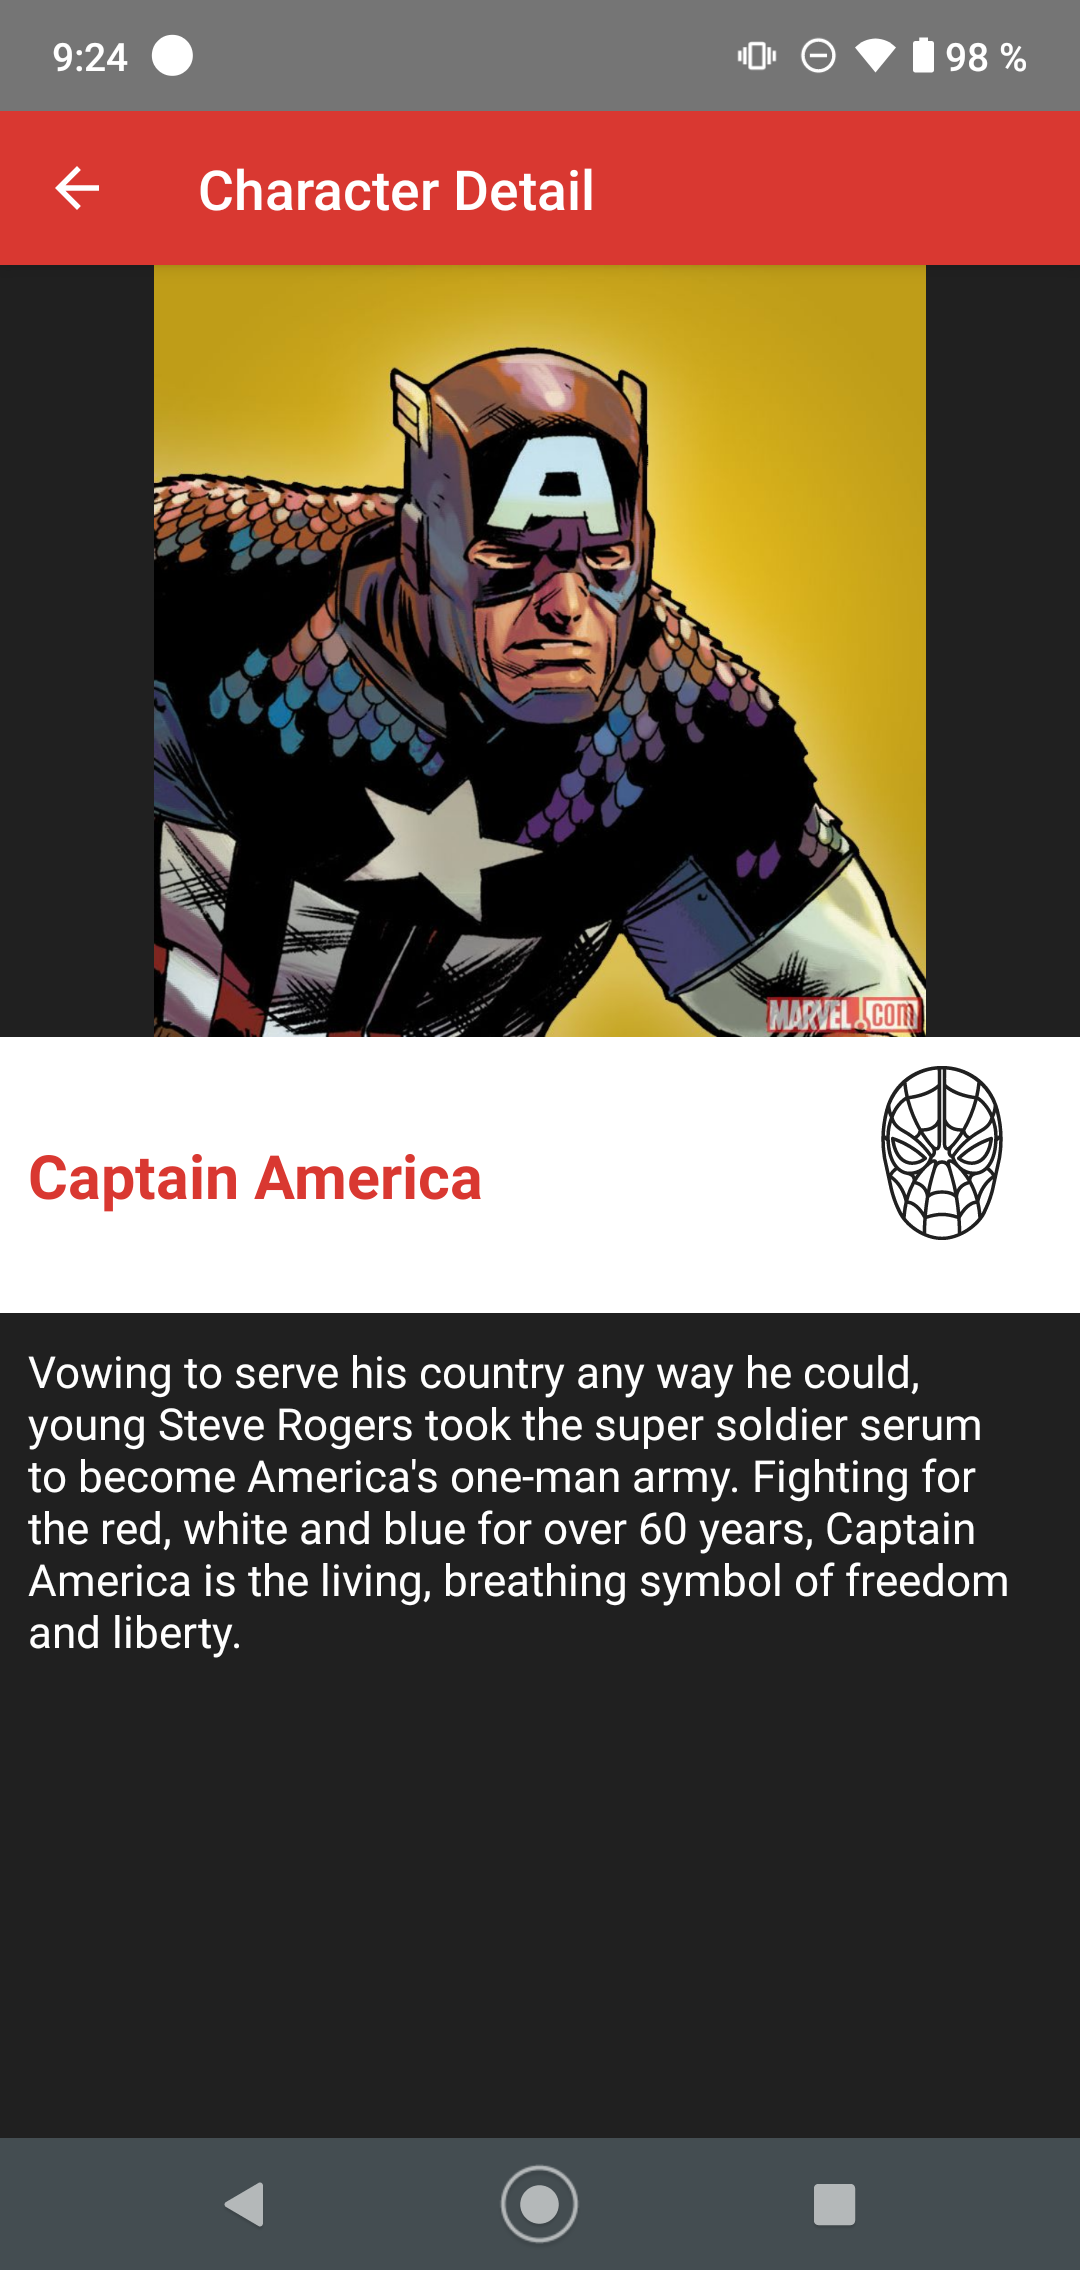 9:24 98 %
Character Detail
A
MARVEL.com
Captain America
Vowing to serve his country any way he could,
young Steve Rogers took the super soldier serum
to become America's one-man army. Fighting for
the red, white and blue for over 60 years, Captain
America is the living, breathing symbol of freedom
and liberty.